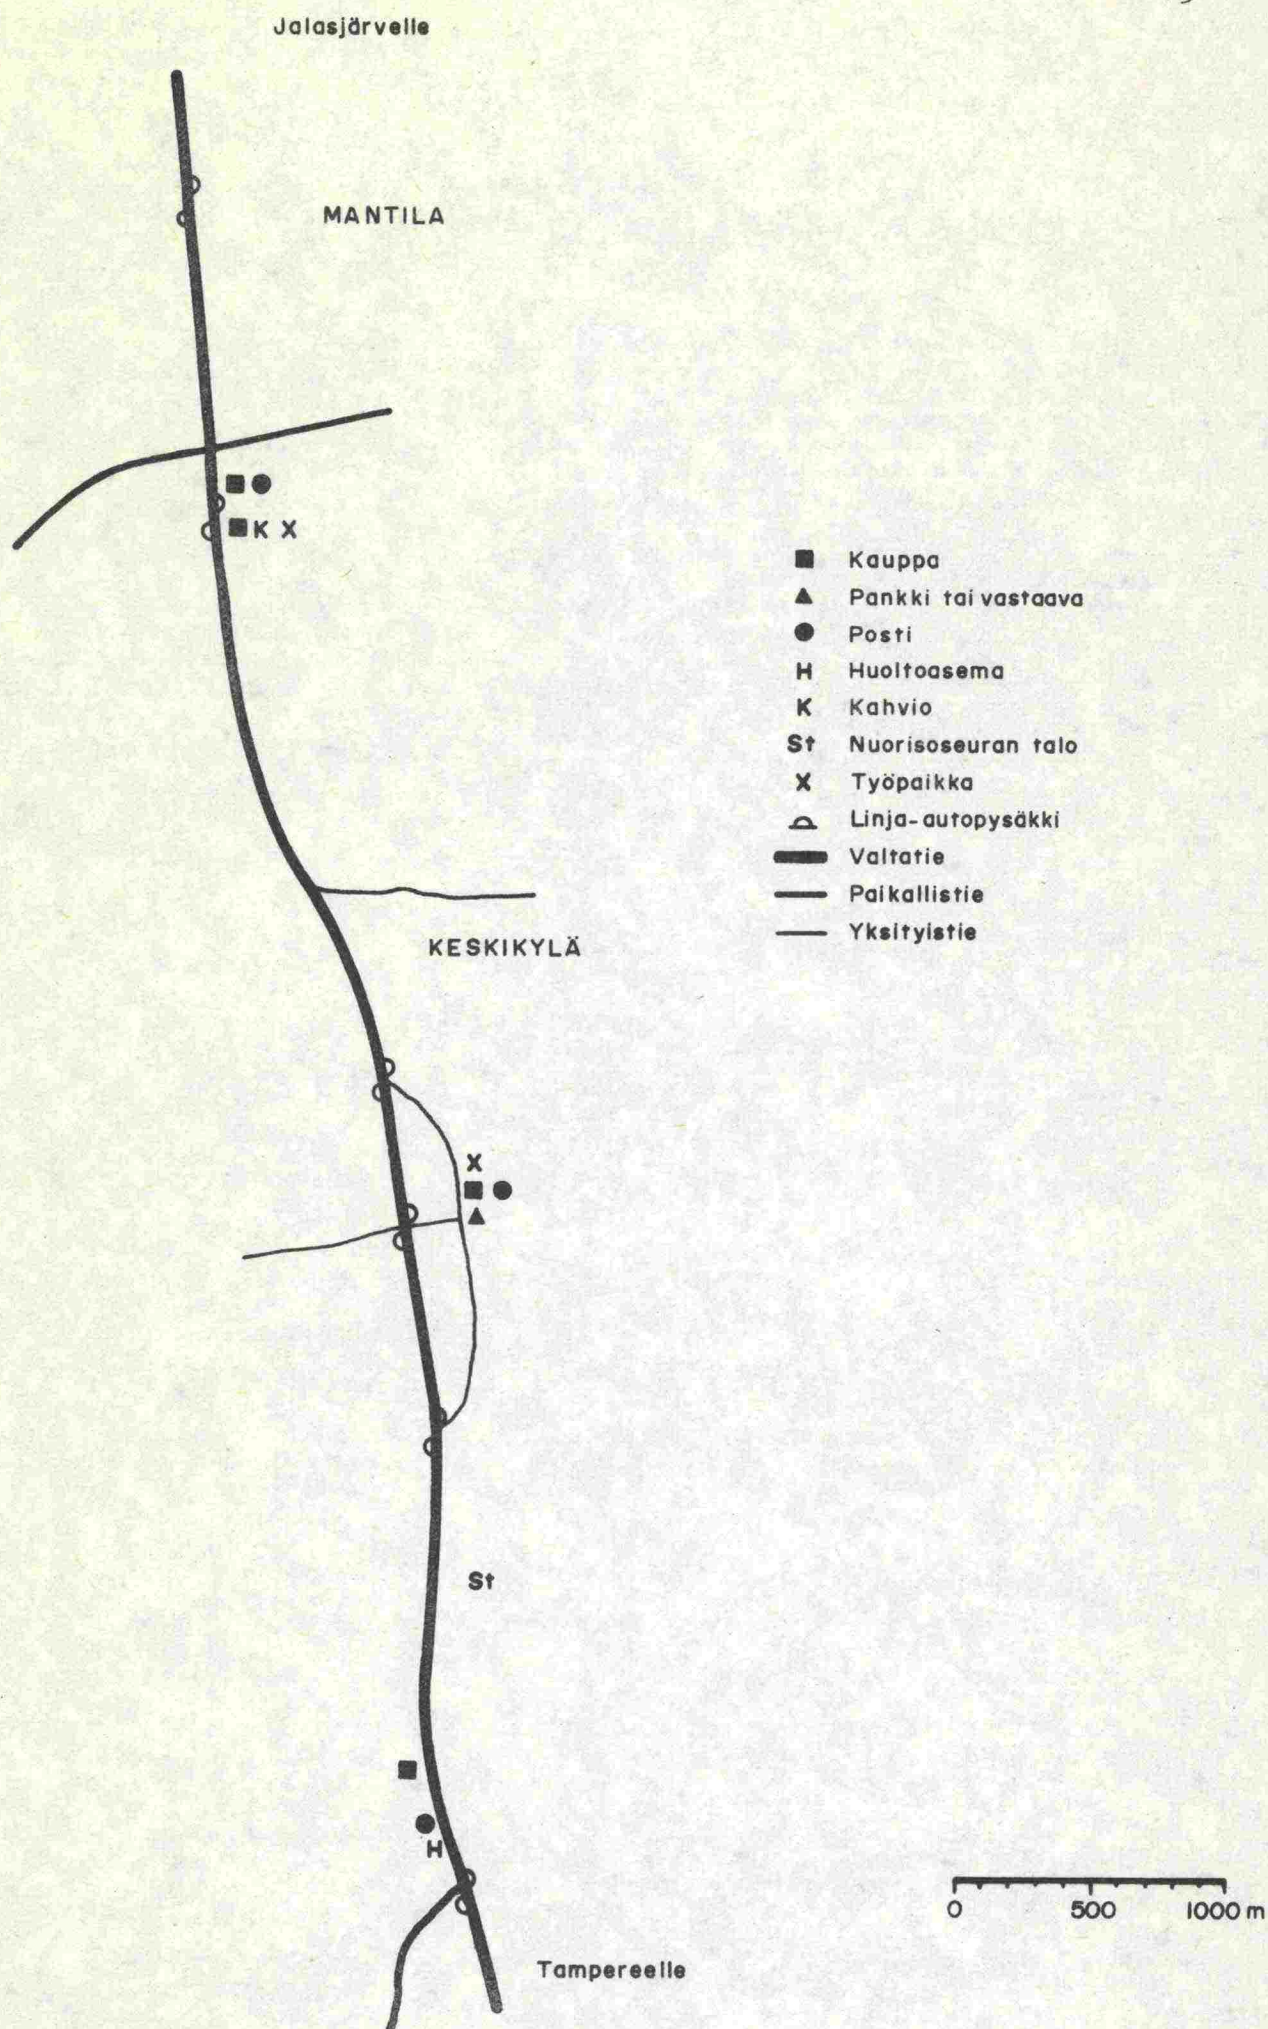 Jalasjärvelle
MANTILA
K X
Kauppa
Pankki tai vastaava
Posti
H Huoltoasema
K Kahvio
St Nuorisoseuran talo
X Työpaikka
Linja-autopysäkki
Valtatie
Paikallistie
Yksityistie
KESKIKYLÄ
X
St
H
0 500 1000 m
Tampereelle